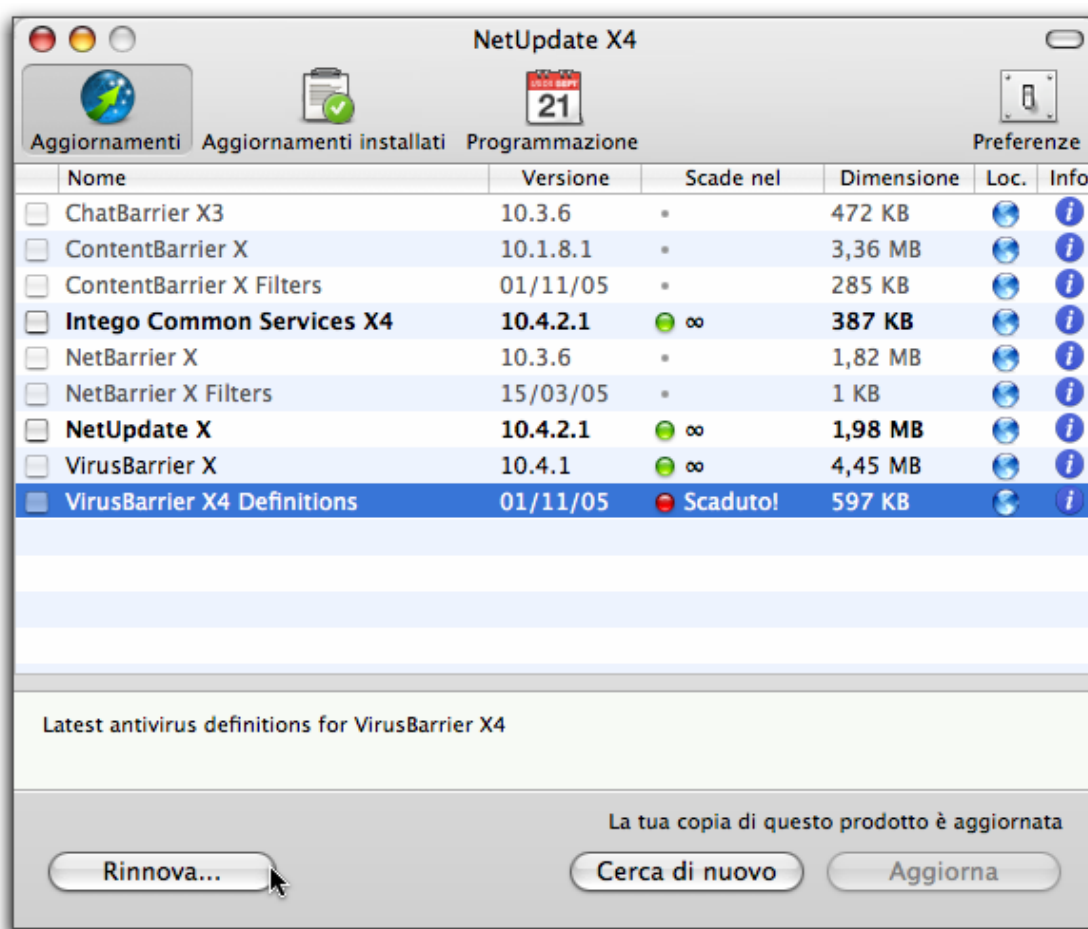 NetUpdate X4
Aggiornamenti Aggiornamenti installati Programmazione Preferenze
21
Nome Versione Scade nel Dimensione Loc. Info
ChatBarrier X3 10.3.6 • 472 KB
ContentBarrier X 10.1.8.1 • 3,36 MB
ContentBarrier X Filters 01/11/05 • 285 KB
Intego Common Services X4 10.4.2.1 ∞ 387 KB
NetBarrier X 10.3.6 • 1,82 MB
NetBarrier X Filters 15/03/05 • 1 KB
NetUpdate X 10.4.2.1 ∞ 1,98 MB
VirusBarrier X 10.4.1 ∞ 4,45 MB
VirusBarrier X4 Definitions 01/11/05 Scaduto! 597 KB
Latest antivirus definitions for VirusBarrier X4
La tua copia di questo prodotto è aggiornata
Rinnova... Cerca di nuovo Aggiorna